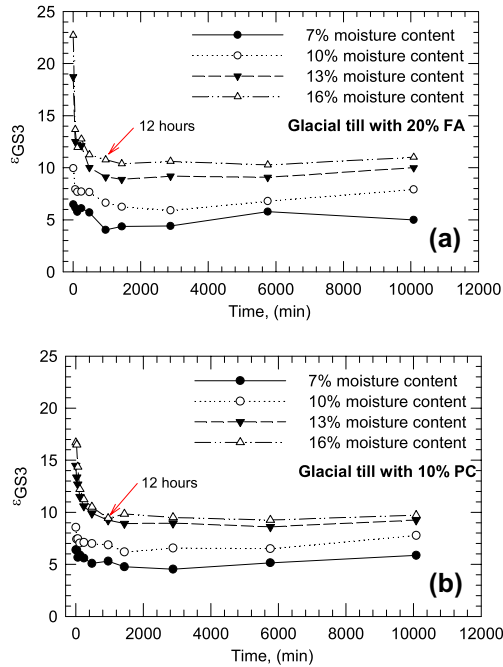 25
7% moisture content
10% moisture content
20
13% moisture content
16% moisture content
15
12 hours
Glacial till with 20% FA
εGS3
10
5
(a)
0
0 2000 4000 6000 8000 10000 12000
Time, (min)
25
7% moisture content
10% moisture content
20
13% moisture content
16% moisture content
15
Glacial till with 10% PC
12 hours
εGS3
10
5
(b)
0
0 2000 4000 6000 8000 10000 12000
Time, (min)